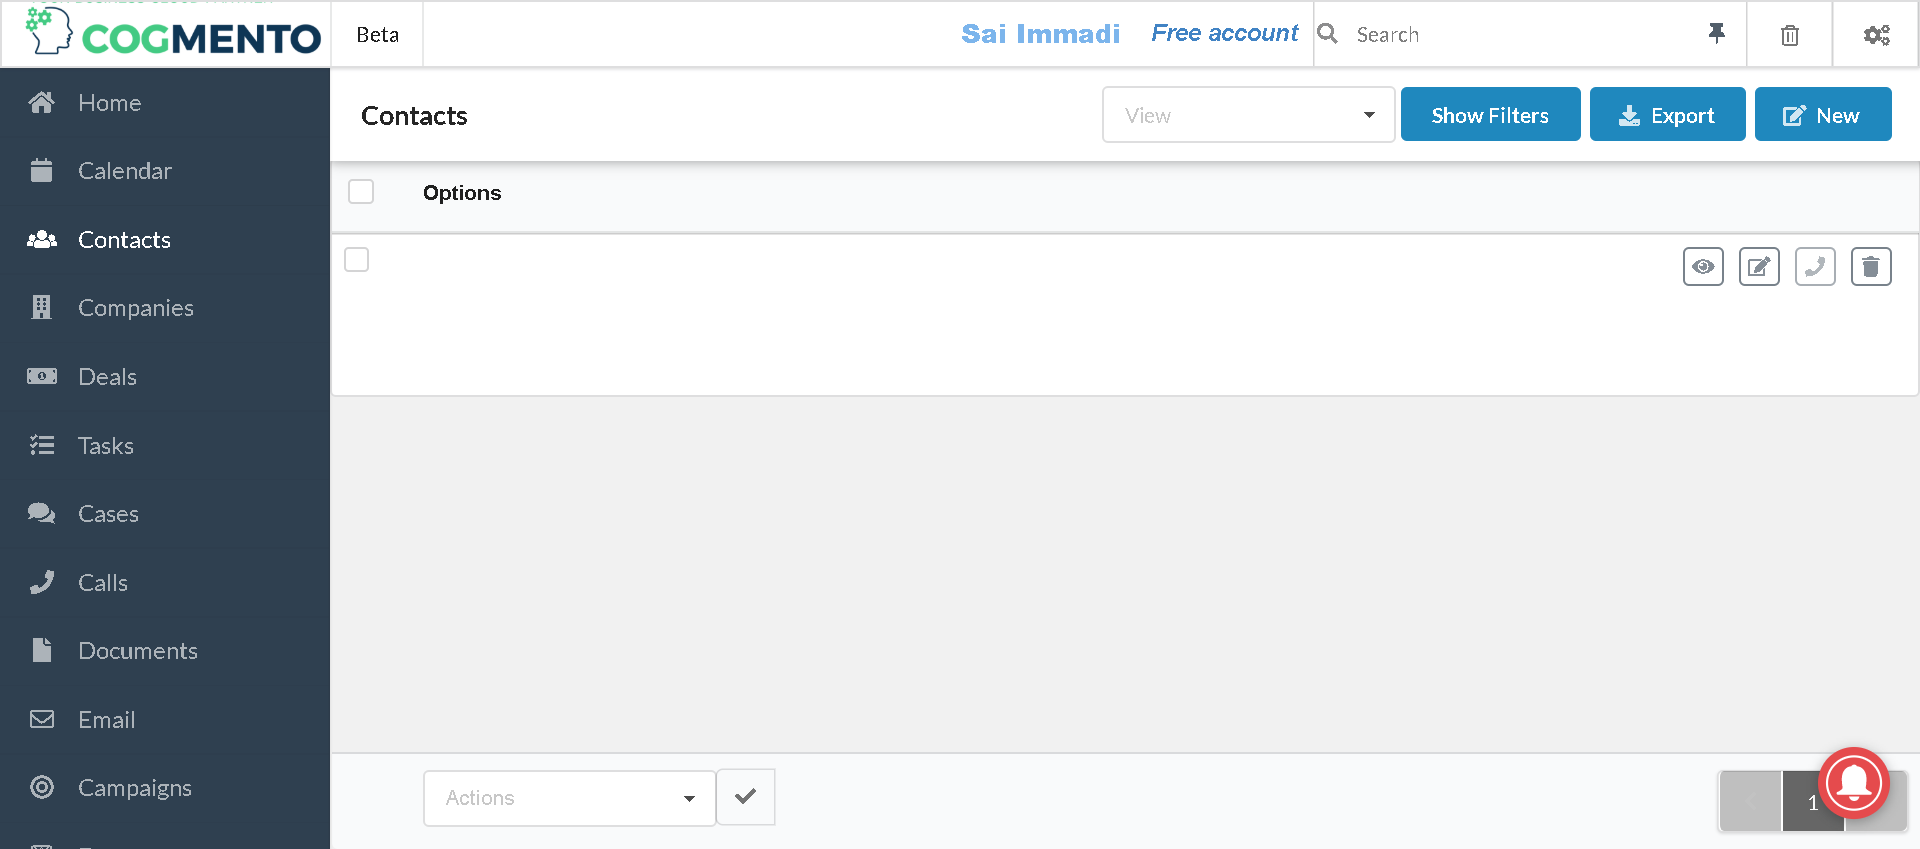 COGMENTO
Beta
Sai Immadi
Free account
Search
Home
Calendar
Contacts
Companies
Deals
Tasks
Cases
Calls
Documents
Email
Campaigns
Contacts
View
Show Filters
Export
New
Options
Actions
1